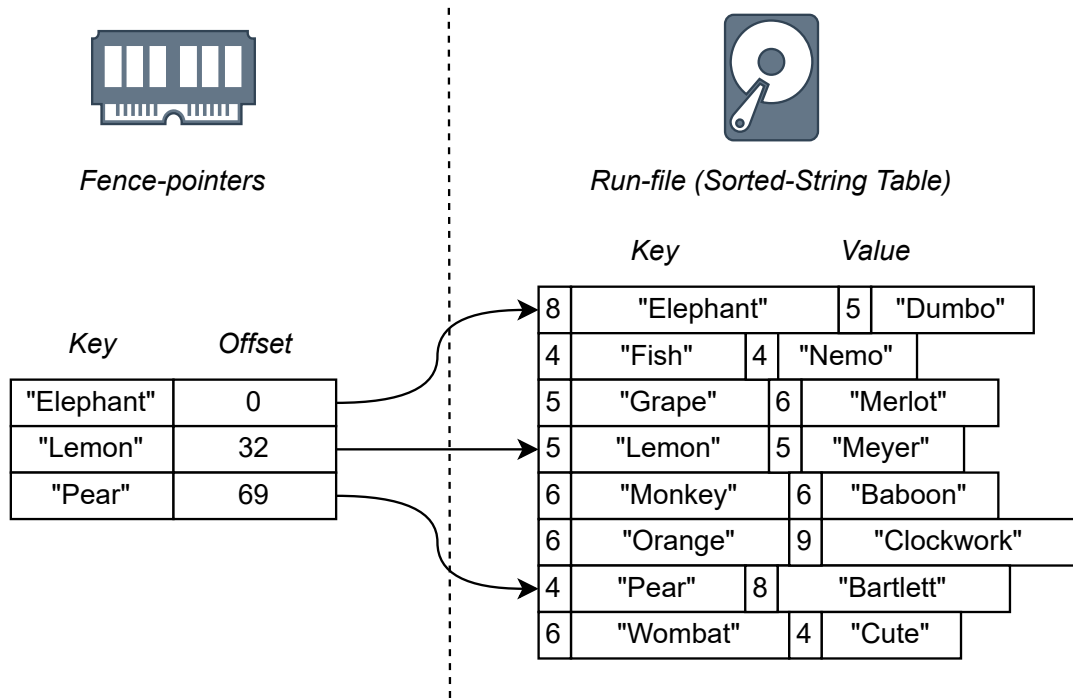 Fence-pointers
Key Offset
"Elephant" 0
"Lemon" 32
"Pear" 69
Run-file (Sorted-String Table)
Key Value
8 "Elephant" 5 "Dumbo"
4 "Fish" 4 "Nemo"
5 "Grape" 6 "Merlot"
5 "Lemon" 5 "Meyer"
6 "Monkey" 6 "Baboon"
6 "Orange" 9 "Clockwork"
4 "Pear" 8 "Bartlett"
6 "Wombat" 4 "Cute"